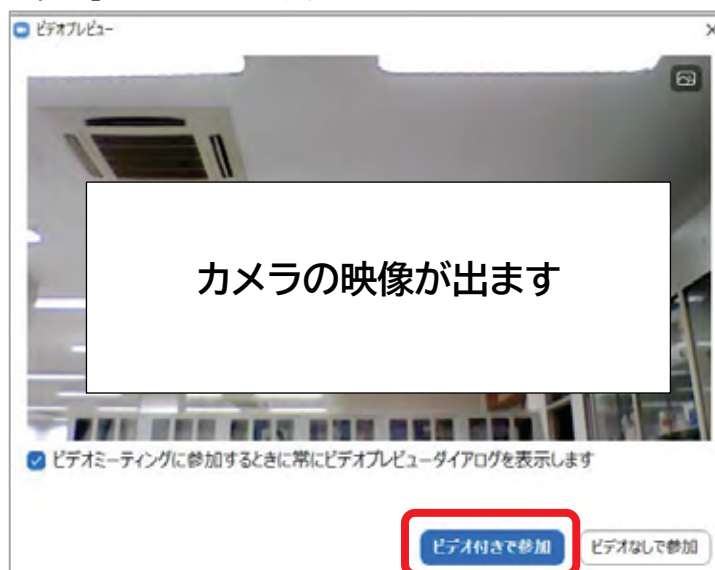 ビデオプレビュー
カメラの映像が出ます
ビデオミーティングに参加するときに常にビデオプレビューダイアログを表示します
ビデオ付きで参加
ビデオなしで参加